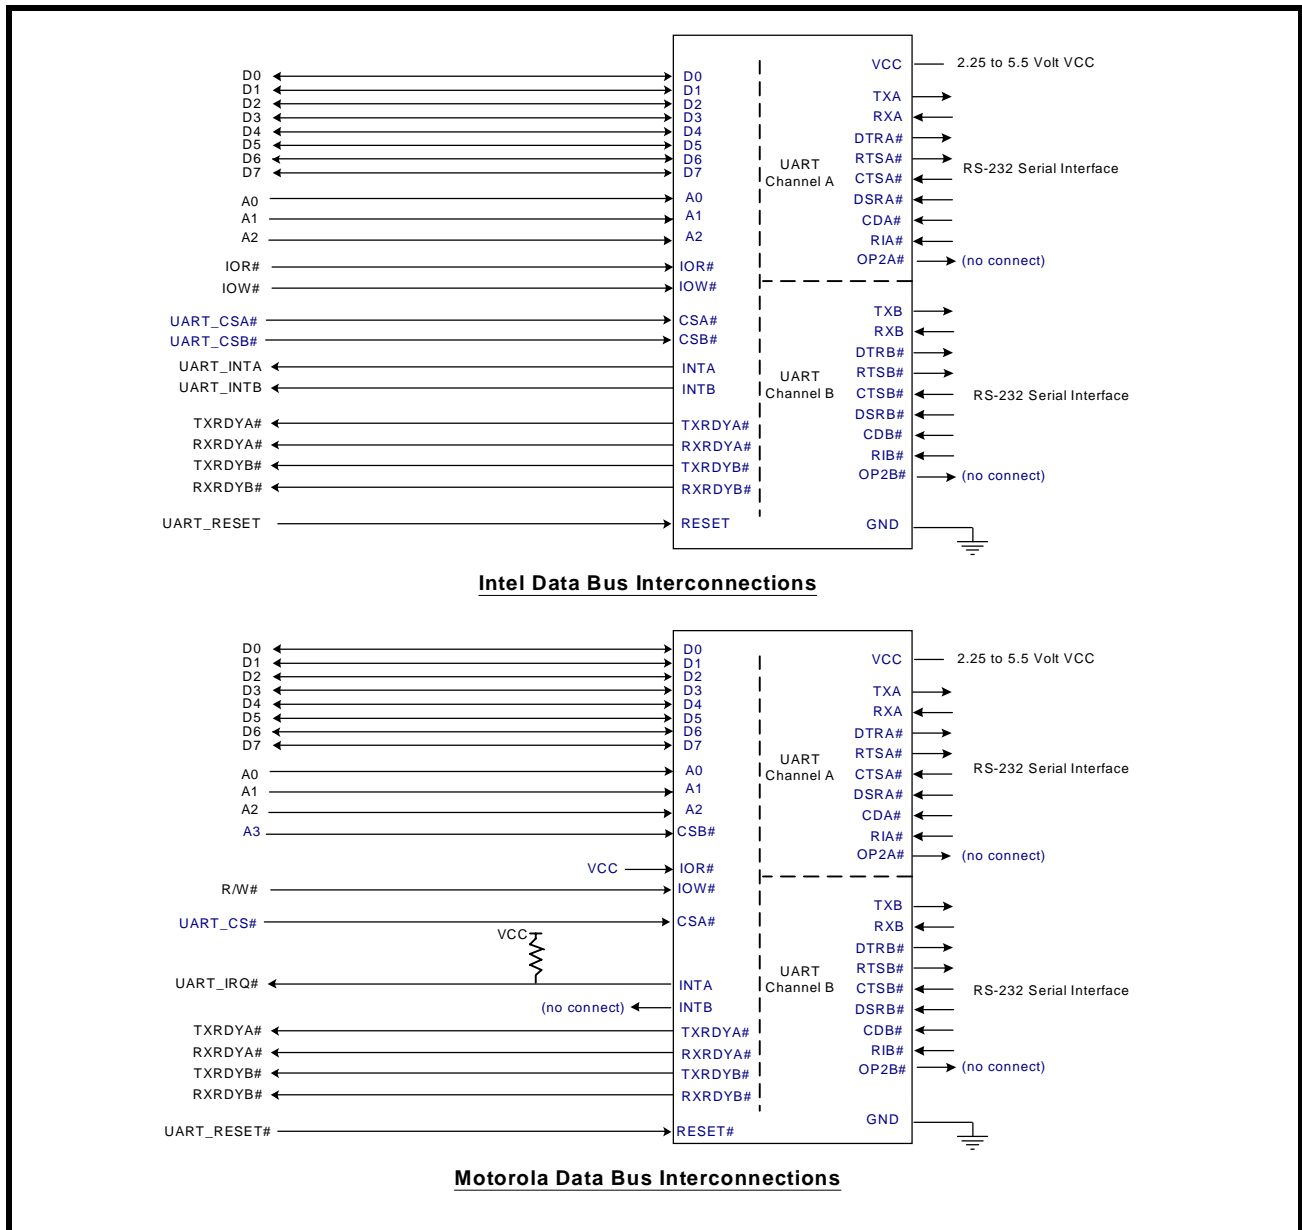 D0 D0 VCC 2.25 to 5.5 Volt VCC
D1 D1
D2 D2 TXA
D3 D3 RXA
D4 D4 DTRA#
D5 D5
D6 D6 UART RTSA# RS-232 Serial Interface
D7 D7 Channel A CTSA#
A0 A0 DSRA#
A1 A1 CDA#
A2 A2 RIA#
IOR# IOR# OP2A# (no connect)
IOW# IOW#
TXB
UART_CSA# CSA# RXB
UART_CSB# CSB# DTRB#
UART_INTA INTA UART RTSB#
UART_INTB INTB Channel B CTSB# RS-232 Serial Interface
DSRB#
TXRDYA# TXRDYA# CDB#
RXRDYA# RXRDYA# RIB#
TXRDYB# TXRDYB# OP2B# (no connect)
RXRDYB# RXRDYB#
UART_RESET RESET GND
Intel Data Bus Interconnections
D0 D0 VCC 2.25 to 5.5 Volt VCC
D1 D1
D2 D2 TXA
D3 D3
D4 D4 RXA
D5 D5 DTRA#
D6 D6
D7 D7 UART RTSA#
A0 A0 Channel A CTSA# RS-232 Serial Interface
A1 A1 DSRA#
A2 A2 CDA#
A3 CSB# RIA#
VCC IOR# OP2A# (no connect)
R/W# IOW#
TXB
UART_CS# CSA# RXB
VCC DTRB#
UART RTSB#
UART_IRQ# INTA Channel B CTSB# RS-232 Serial Interface
(no connect) INTB DSRB#
TXRDYA# TXRDYA# CDB#
RXRDYA# RXRDYA# RIB#
TXRDYB# TXRDYB# OP2B# (no connect)
RXRDYB# RXRDYB#
UART_RESET# RESET# GND
Motorola Data Bus Interconnections